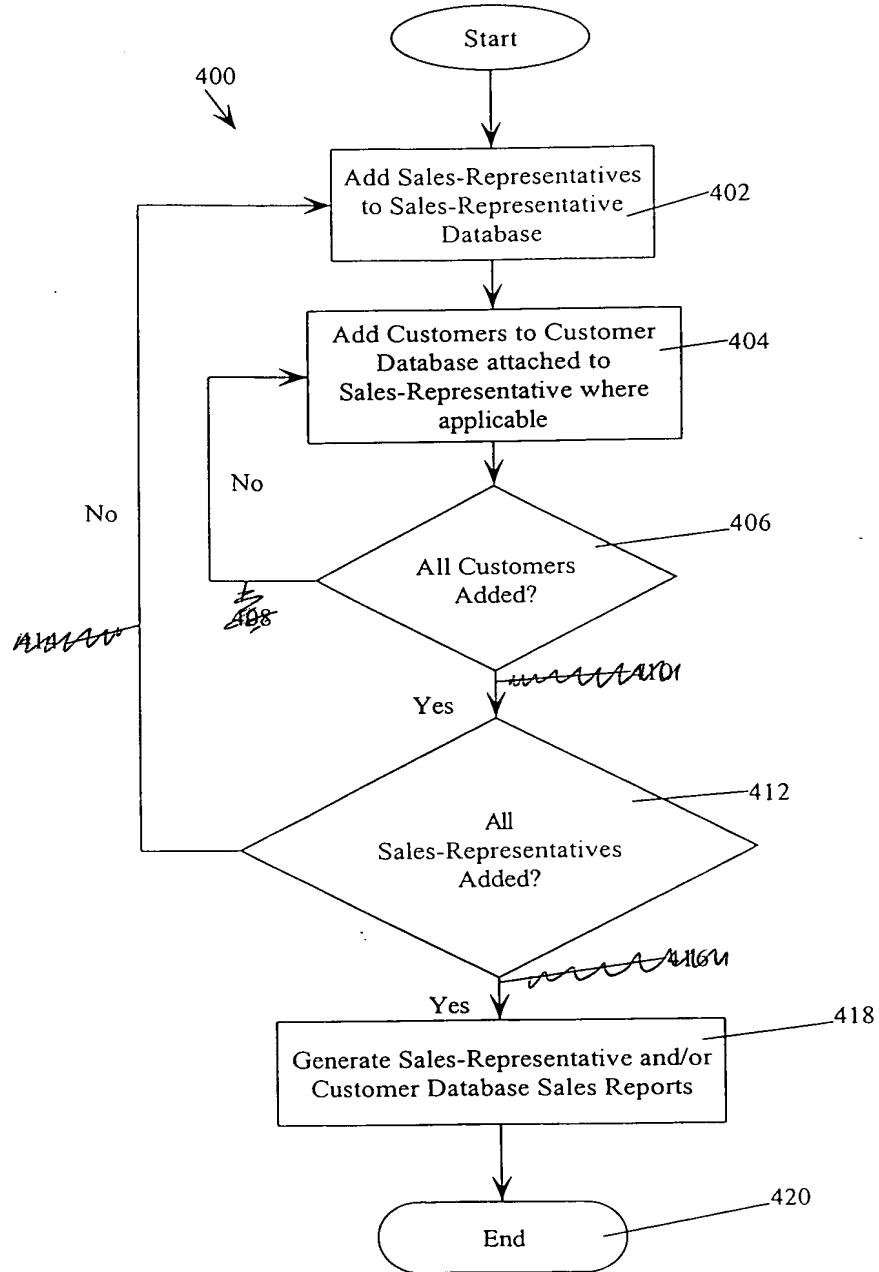 Start
400
Add Sales-Representatives
to Sales-Representative
Database
402
Add Customers to Customer
Database attached to
Sales-Representative where
applicable
404
No
No
406
All Customers
Added?
408
Yes
412
All
Sales-Representatives
Added?
416
Yes
418
Generate Sales-Representative and/or
Customer Database Sales Reports
420
End